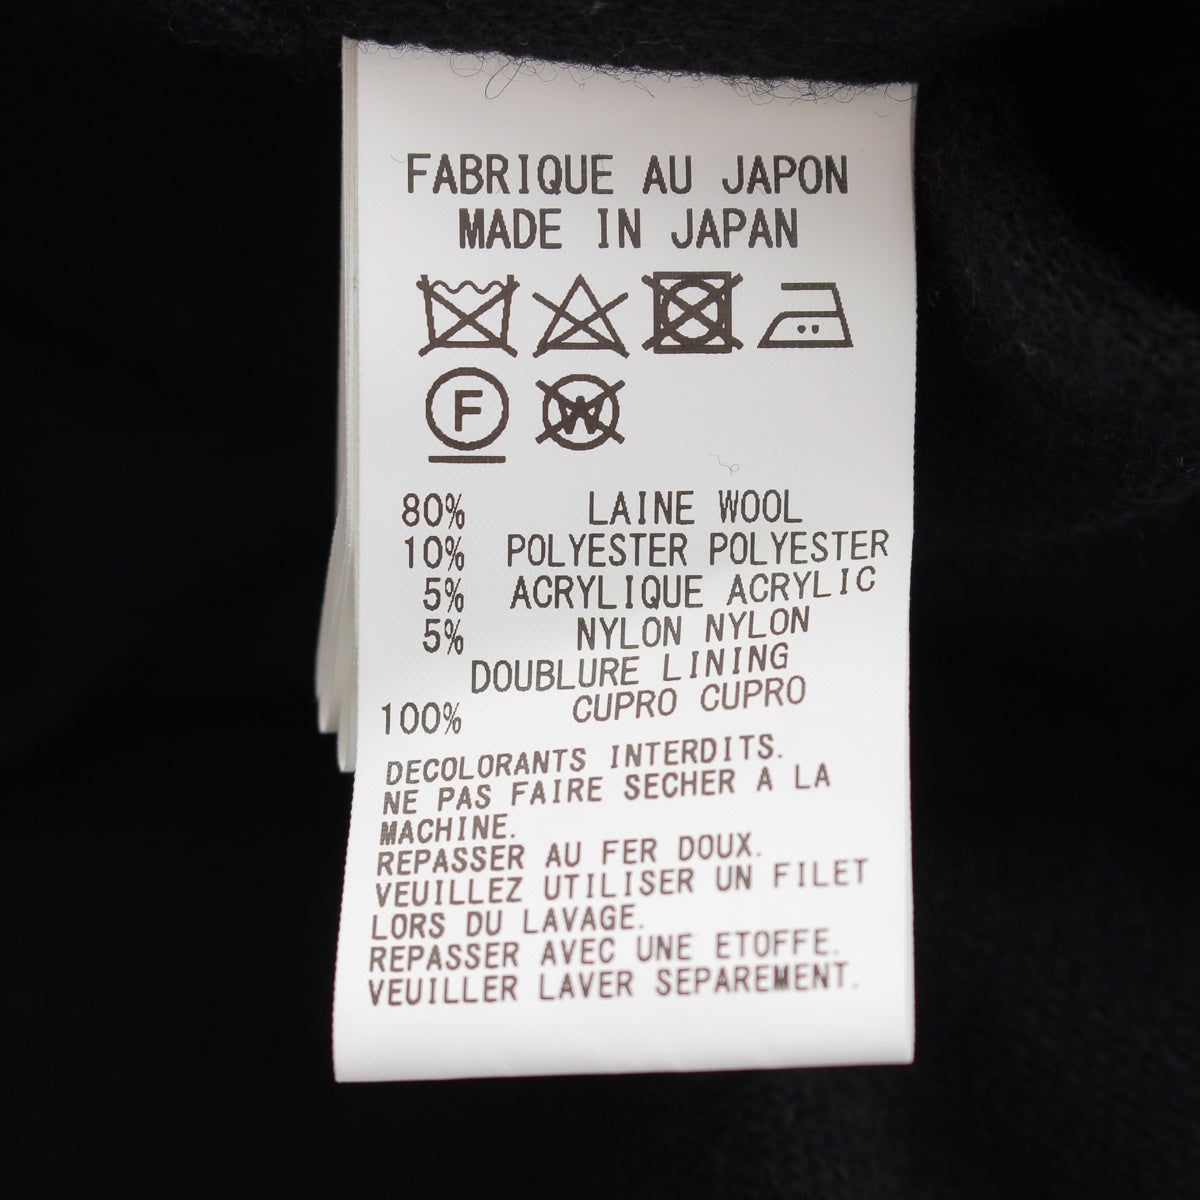 FABRIQUE AU JAPON
MADE IN JAPAN
F W
80% LAINE WOOL
10% POLYESTER POLYESTER
5% ACRYLIQUE ACRYLIC
5% NYLON NYLON
DOUBLURE LINING
100% CUPRO CUPRO
DECOLORANTS INTERDITS.
NE PAS FAIRE SECHER A LA
MACHINE.
REPASSER AU FER DOUX.
VEUILLEZ UTILISER UN FILET
LORS DU LAVAGE.
REPASSER AVEC UNE ETOFFE.
VEUILLER LAVER SEPAREMENT.